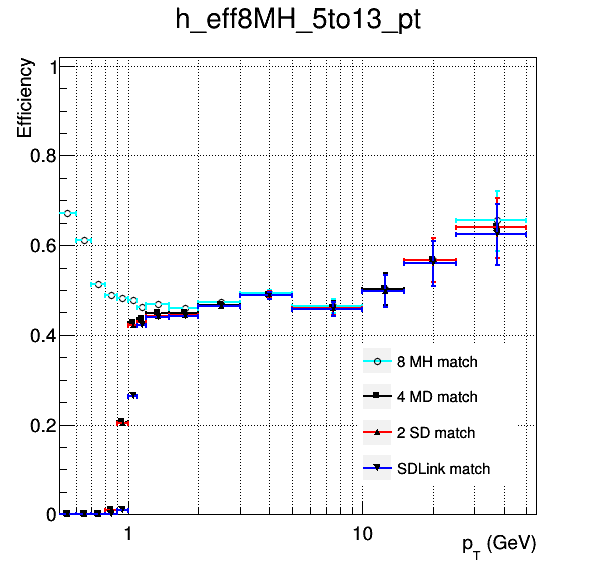 h_eff8MH_5to13_pt
Efficiency
1
0.8
0.6
0.4
0.2
0
8 MH match
4 MD match
2 SD match
SDLink match
1
10
p_T (GeV)